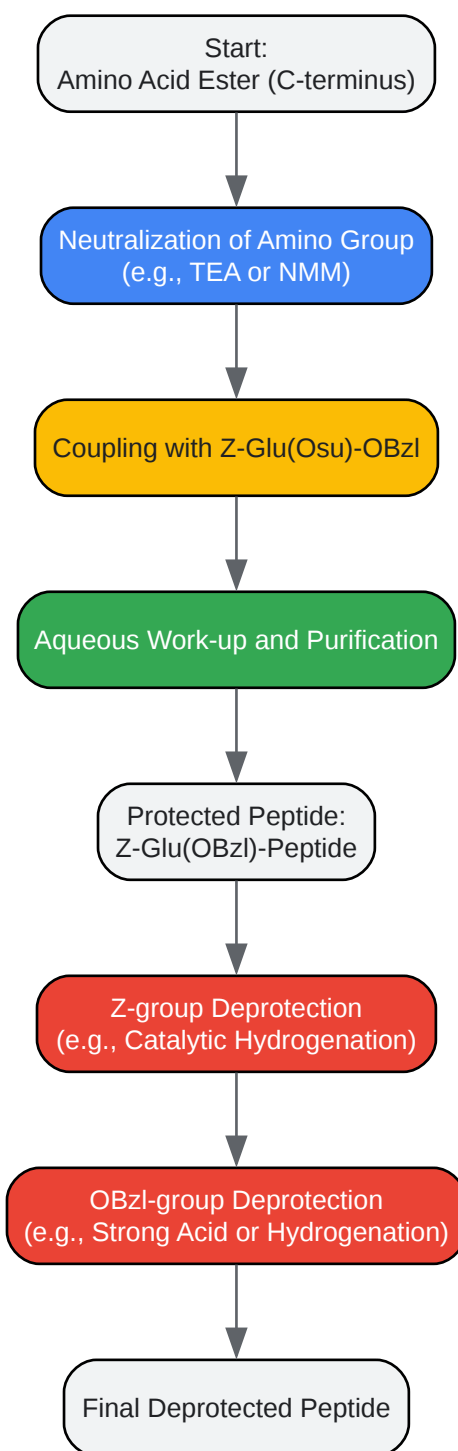 Start:
Amino Acid Ester (C-terminus)
Neutralization of Amino Group
(e.g., TEA or NMM)
Coupling with Z-Glu(Osu)-OBzl
Aqueous Work-up and Purification
Protected Peptide:
Z-Glu(OBzl)-Peptide
Z-group Deprotection
(e.g., Catalytic Hydrogenation)
OBzl-group Deprotection
(e.g., Strong Acid or Hydrogenation)
Final Deprotected Peptide